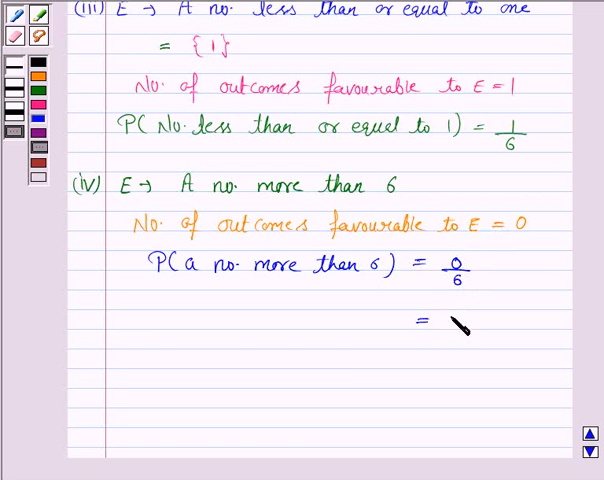 (iii) E → A no. less than or equal to one
= {1}
No. of outcomes favourable to E = 1
P( No. less than or equal to 1) = 1/6
(iv) E → A no. more than 6
No. of outcomes favourable to E = 0
P(a no. more than 6) = 0/6
=